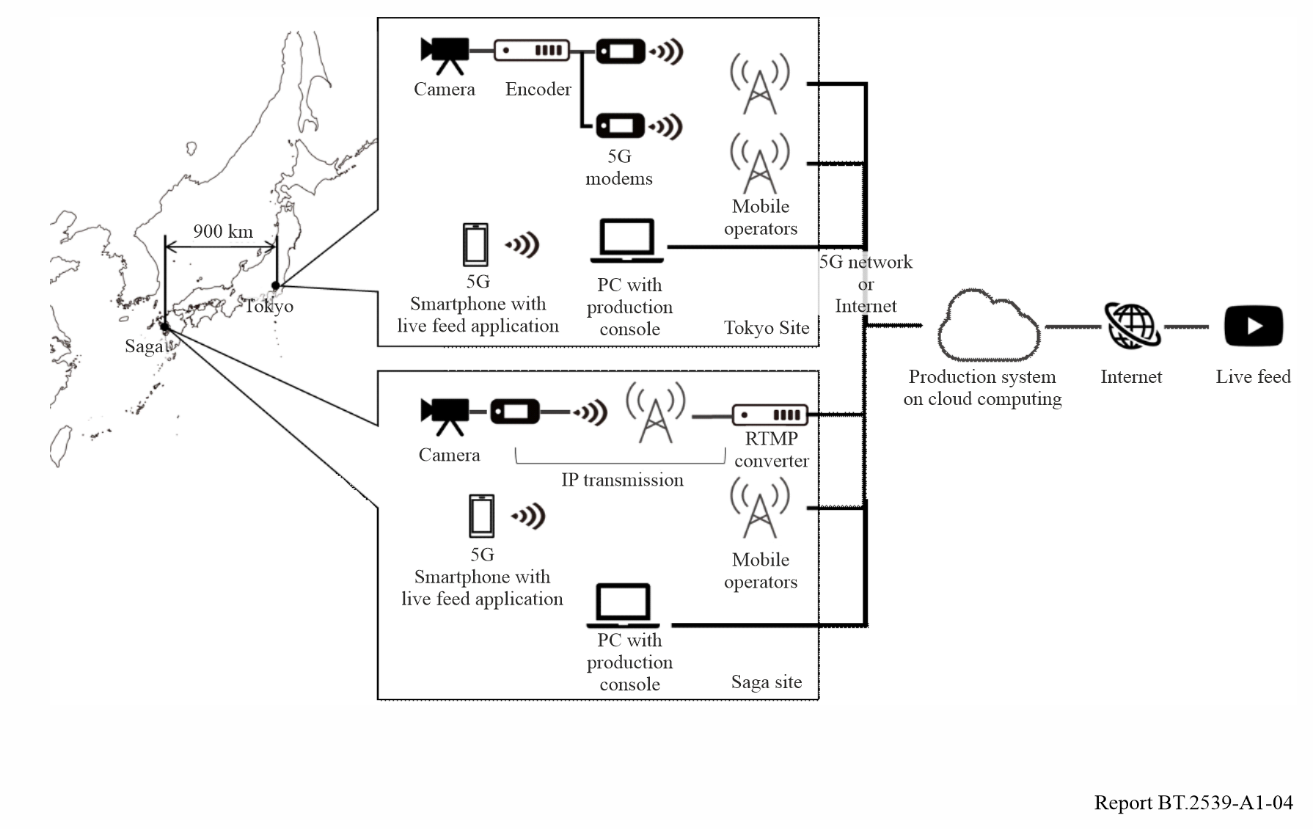 Camera
Encoder
5G
modems
Mobile
operators
5G
Smartphone with
live feed application
PC with
production
console
Tokyo Site
900 km
Tokyo
Saga
5G network
or
Internet
Production system
on cloud computing
Internet
Live feed
Camera
IP transmission
RTMP
converter
5G
Smartphone with
live feed application
Mobile
operators
PC with
production
console
Saga site
Report BT.2539-A1-04